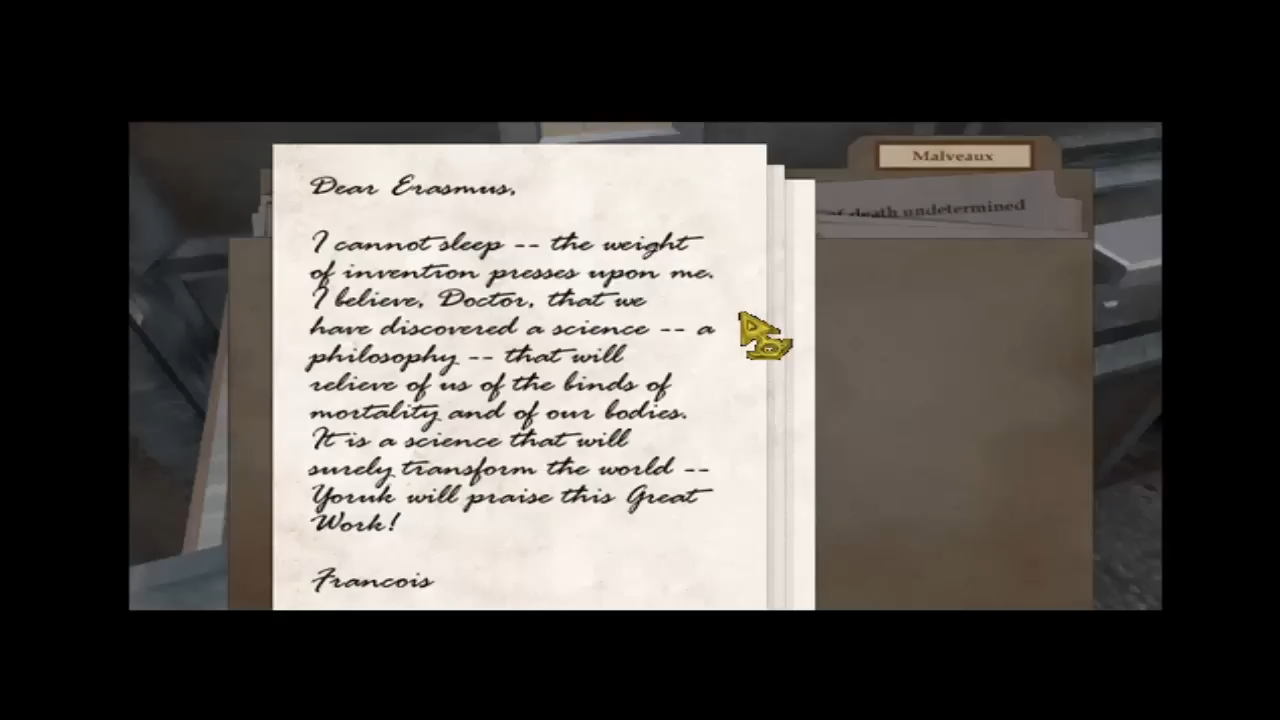 Malveaux
of death undetermined
Dear Erasmus,
I cannot sleep -- the weight
of invention presses upon me.
I believe, Doctor, that we
have discovered a science -- a
philosophy -- that will
relieve of us of the binds of
mortality and of our bodies.
It is a science that will
surely transform the world --
Yoruk will praise this Great
Work!
Francois